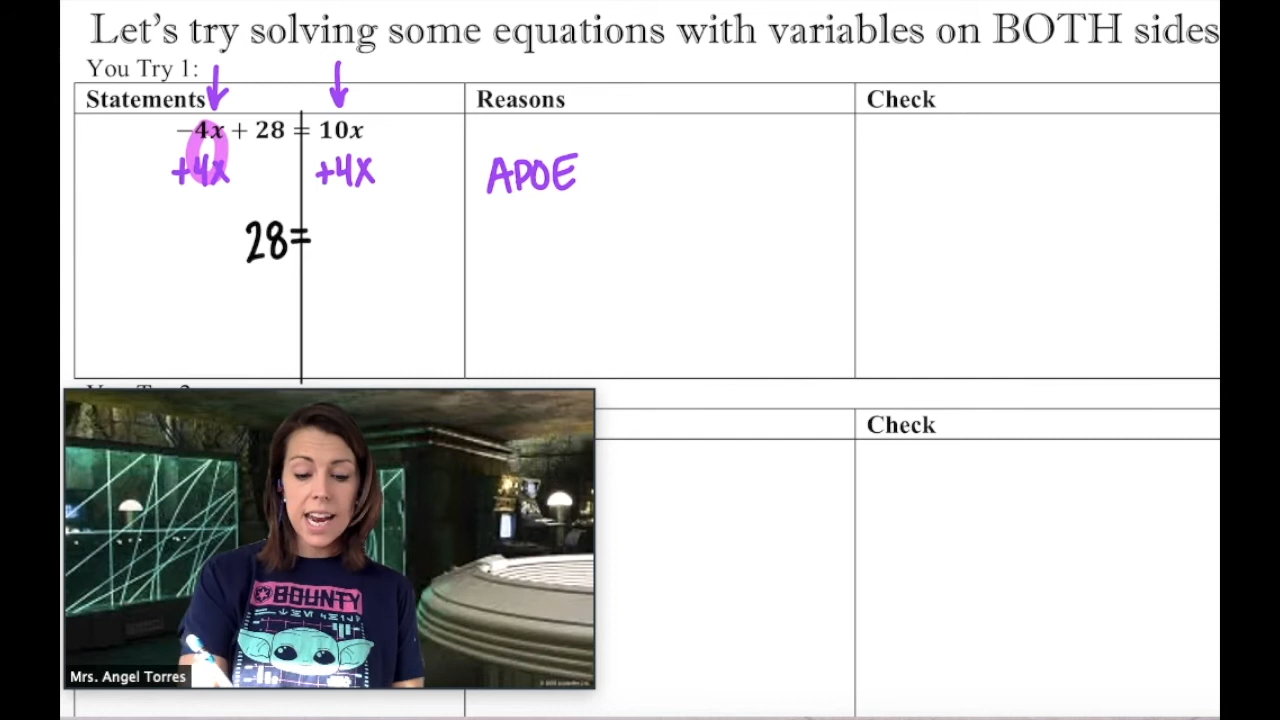 Let's try solving some equations with variables on BOTH sides
You Try 1:
Statements Reasons Check
−4x + 28 = 10x
+4x +4x APOE
28=
Check
BOUNTY
Mrs. Angel Torres